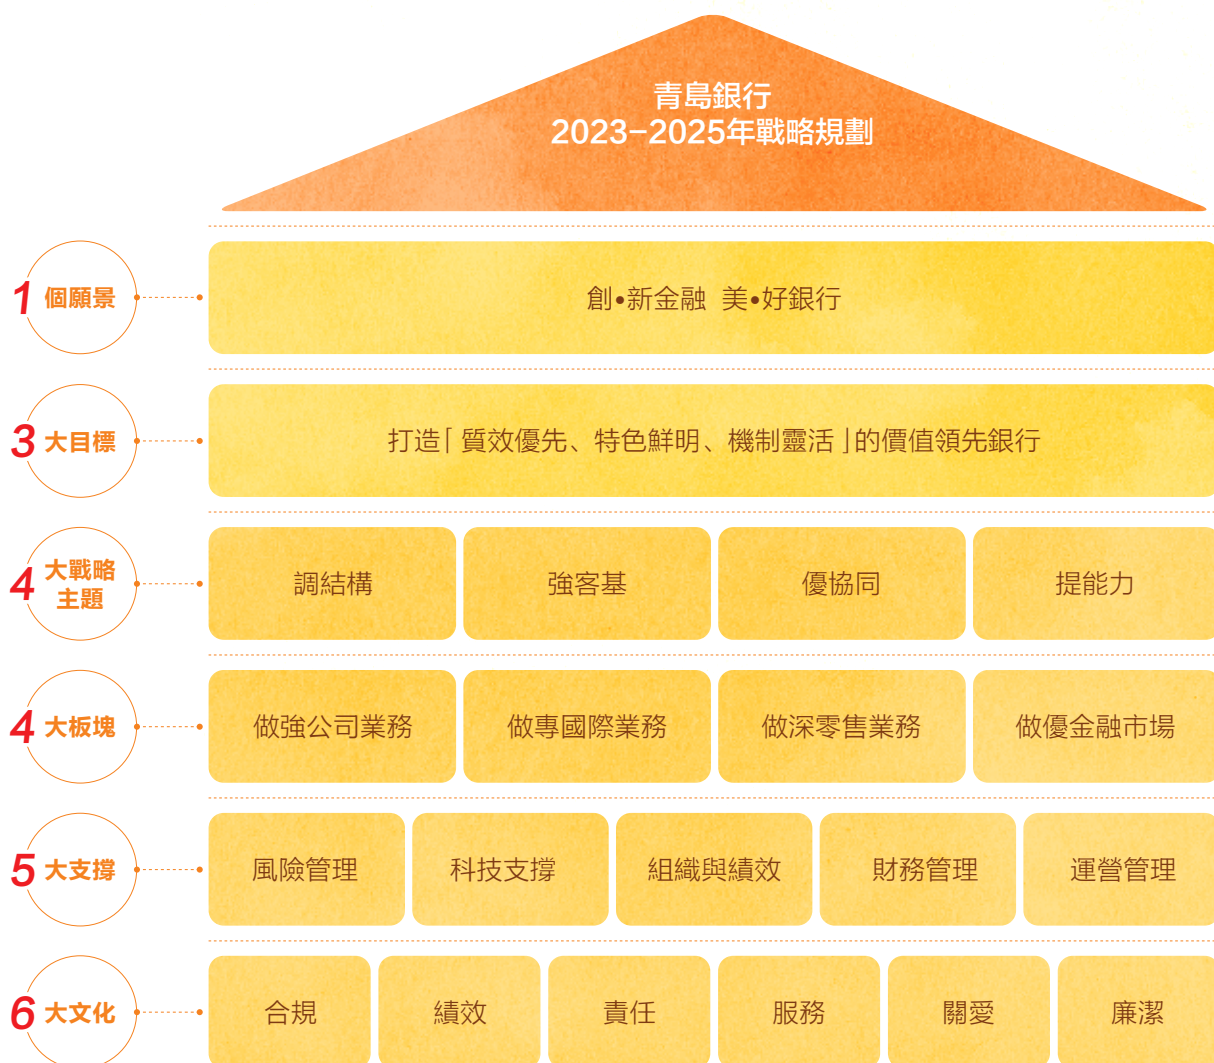 青島銀行
2023-2025年戰略規劃
1 個願景
創•新金融 美•好銀行
3 大目標
打造「質效優先、特色鮮明、機制靈活」的價值領先銀行
4 大戰略
主題
調結構 強客基 優協同 提能力
4 大板塊
做強公司業務 做專國際業務 做深零售業務 做優金融市場
5 大支撐
風險管理 科技支撐 組織與績效 財務管理 運營管理
6 大文化
合規 績效 責任 服務 關愛 廉潔